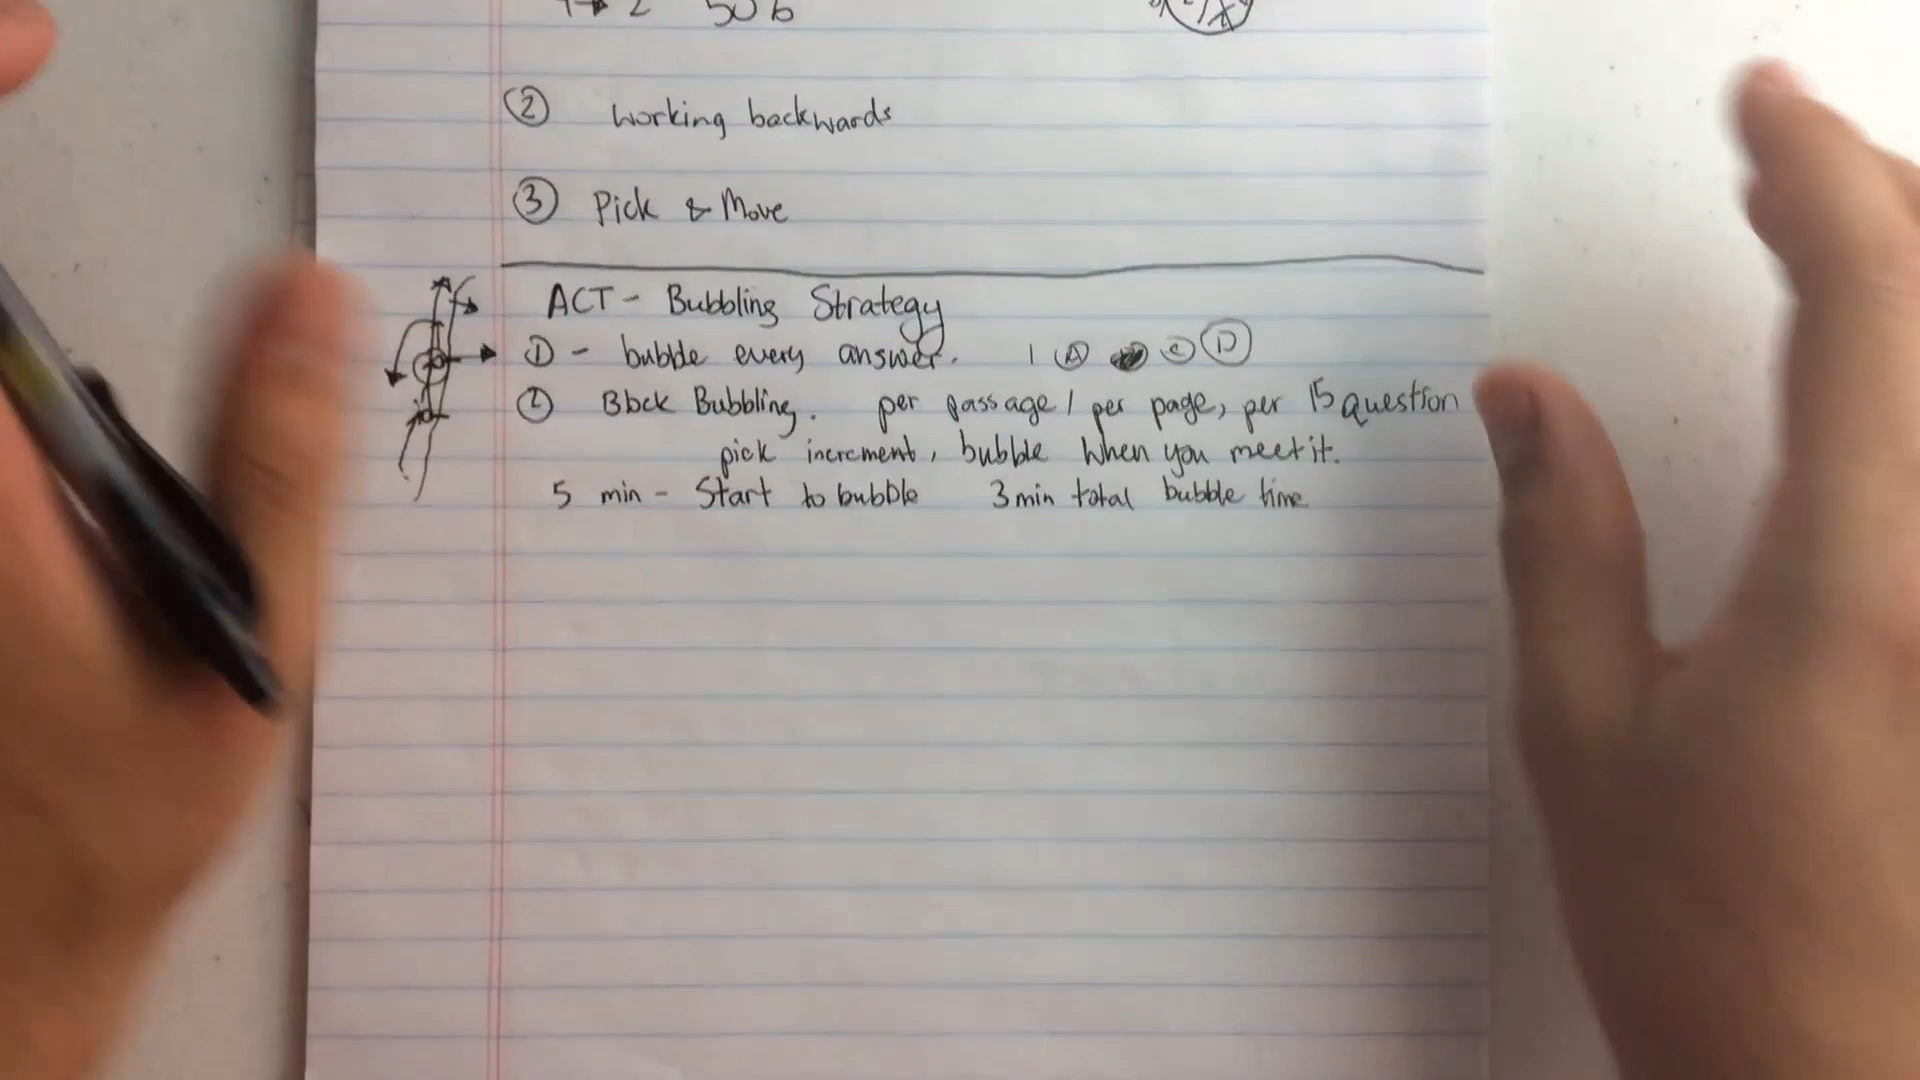 ② Working backwards
③ Pick & Move
ACT - Bubbling Strategy
① - bubble every answer. 1 Ⓐ Ⓒ Ⓓ
② Block Bubbling. per passage / per page, per 15 question
pick increment, bubble when you meet it.
5 min - Start to bubble 3 min total bubble time